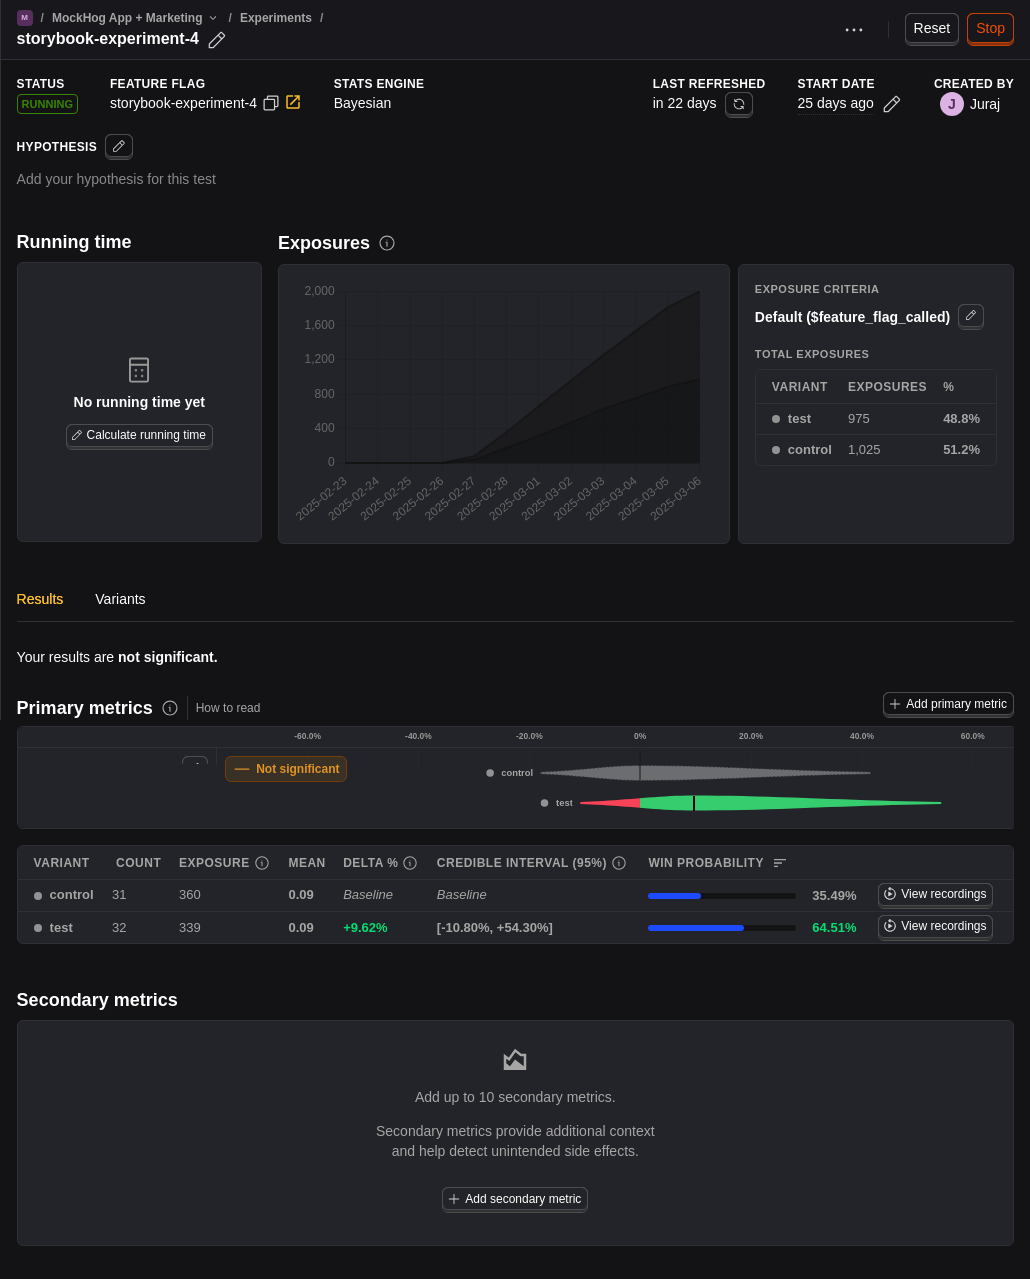 M / MockHog App + Marketing / Experiments /
storybook-experiment-4
Reset Stop
STATUS FEATURE FLAG STATS ENGINE LAST REFRESHED START DATE CREATED BY
RUNNING storybook-experiment-4 Bayesian in 22 days 25 days ago J Juraj
HYPOTHESIS
Add your hypothesis for this test
Running time
No running time yet
Calculate running time
Exposures
2,000
1,600
1,200
800
400
0
2025-02-23 2025-02-24 2025-02-25 2025-02-26 2025-02-27 2025-02-28 2025-03-01 2025-03-02 2025-03-03 2025-03-04 2025-03-05 2025-03-06
EXPOSURE CRITERIA
Default ($feature_flag_called)
TOTAL EXPOSURES
VARIANT EXPOSURES %
test 975 48.8%
control 1,025 51.2%
Results Variants
Your results are not significant.
Primary metrics How to read Add primary metric
-60.0% -40.0% -20.0% 0% 20.0% 40.0% 60.0%
Not significant
control
test
VARIANT COUNT EXPOSURE MEAN DELTA % CREDIBLE INTERVAL (95%) WIN PROBABILITY
control 31 360 0.09 Baseline Baseline 35.49% View recordings
test 32 339 0.09 +9.62% [-10.80%, +54.30%] 64.51% View recordings
Secondary metrics
Add up to 10 secondary metrics.
Secondary metrics provide additional context
and help detect unintended side effects.
Add secondary metric